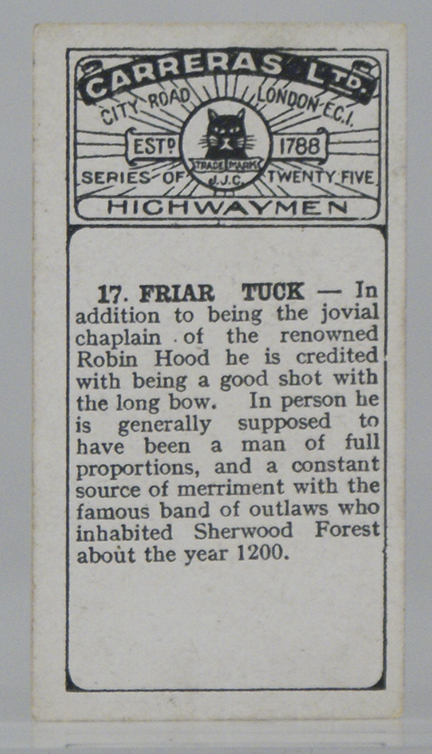 CARRERAS LTD.
CITY ROAD LONDON E.C.1.
ESTD 1788
TRADE MARK
J.J.C.
SERIES OF TWENTY FIVE
HIGHWAYMEN
17. FRIAR TUCK — In
addition to being the jovial
chaplain of the renowned
Robin Hood he is credited
with being a good shot with
the long bow. In person he
is generally supposed to
have been a man of full
proportions, and a constant
source of merriment with the
famous band of outlaws who
inhabited Sherwood Forest
about the year 1200.